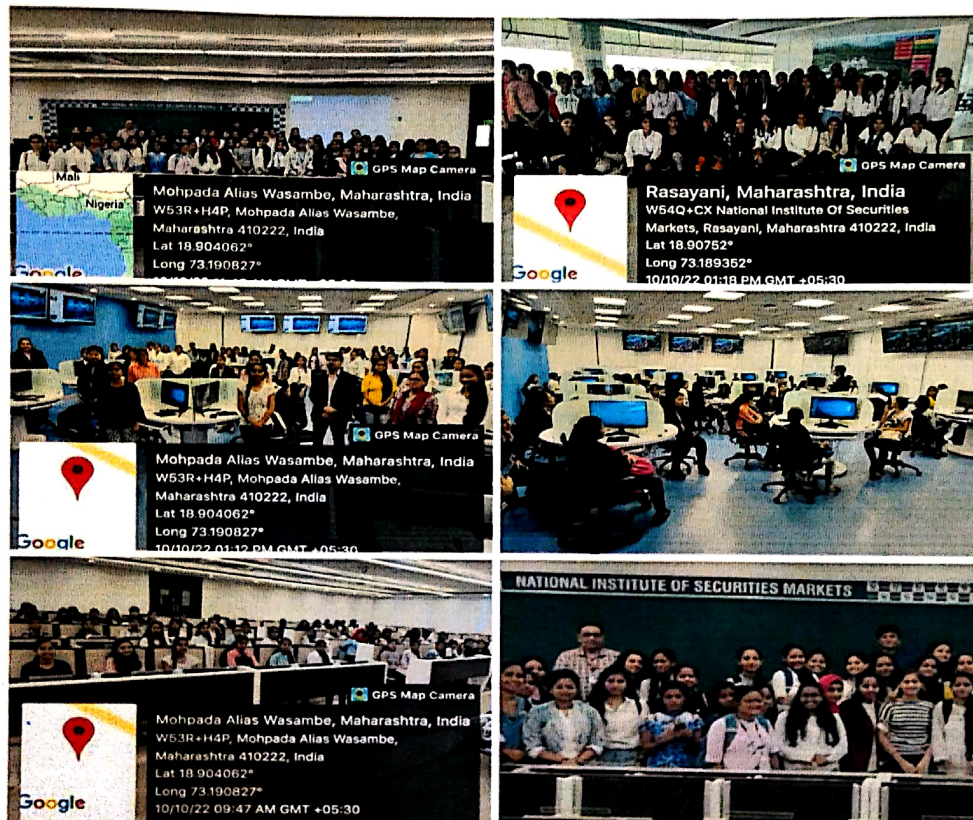 NATIONAL INSTITUTE OF SECURITIES MARKETS
GPS Map Camera
Mali
Nigeria
Google
Mohpada Alias Wasambe, Maharashtra, India
W53R+H4P, Mohpada Alias Wasambe,
Maharashtra 410222, India
Lat 18.904062°
Long 73.190827°
GPS Map Camera
Google
Rasayani, Maharashtra, India
W54Q+CX National Institute Of Securities
Markets, Rasayani, Maharashtra 410222, India
Lat 18.90752°
Long 73.189352°
10/10/22 01:18 PM GMT +05:30
GPS Map Camera
Google
Mohpada Alias Wasambe, Maharashtra, India
W53R+H4P, Mohpada Alias Wasambe,
Maharashtra 410222, India
Lat 18.904062°
Long 73.190827°
10/10/22 01:12 PM GMT +05:30
GPS Map Camera
Google
Mohpada Alias Wasambe, Maharashtra, India
W53R+H4P, Mohpada Alias Wasambe,
Maharashtra 410222, India
Lat 18.904062°
Long 73.190827°
10/10/22 09:47 AM GMT +05:30
NATIONAL INSTITUTE OF SECURITIES MARKETS